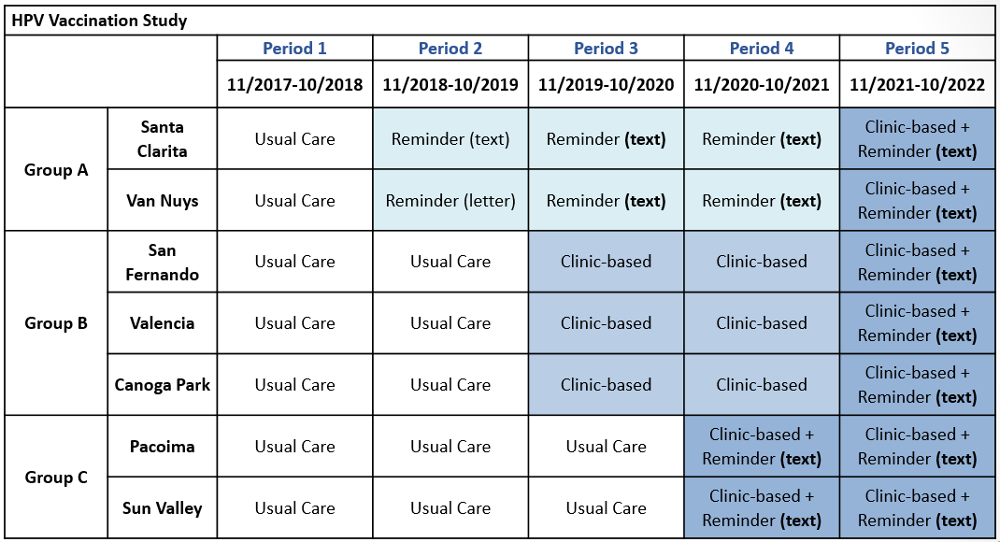 HPV Vaccination Study
Period 1 Period 2 Period 3 Period 4 Period 5
11/2017-10/2018 11/2018-10/2019 11/2019-10/2020 11/2020-10/2021 11/2021-10/2022
Group A
Santa
Clarita
Usual Care
Reminder (text)
Reminder (text)
Reminder (text)
Clinic-based +
Reminder (text)
Van Nuys
Usual Care
Reminder (letter)
Reminder (text)
Reminder (text)
Clinic-based +
Reminder (text)
Group B
San
Fernando
Usual Care
Usual Care
Clinic-based
Clinic-based
Clinic-based +
Reminder (text)
Valencia
Usual Care
Usual Care
Clinic-based
Clinic-based
Clinic-based +
Reminder (text)
Canoga Park
Usual Care
Usual Care
Clinic-based
Clinic-based
Clinic-based +
Reminder (text)
Group C
Pacoima
Usual Care
Usual Care
Usual Care
Clinic-based +
Reminder (text)
Clinic-based +
Reminder (text)
Sun Valley
Usual Care
Usual Care
Usual Care
Clinic-based +
Reminder (text)
Clinic-based +
Reminder (text)